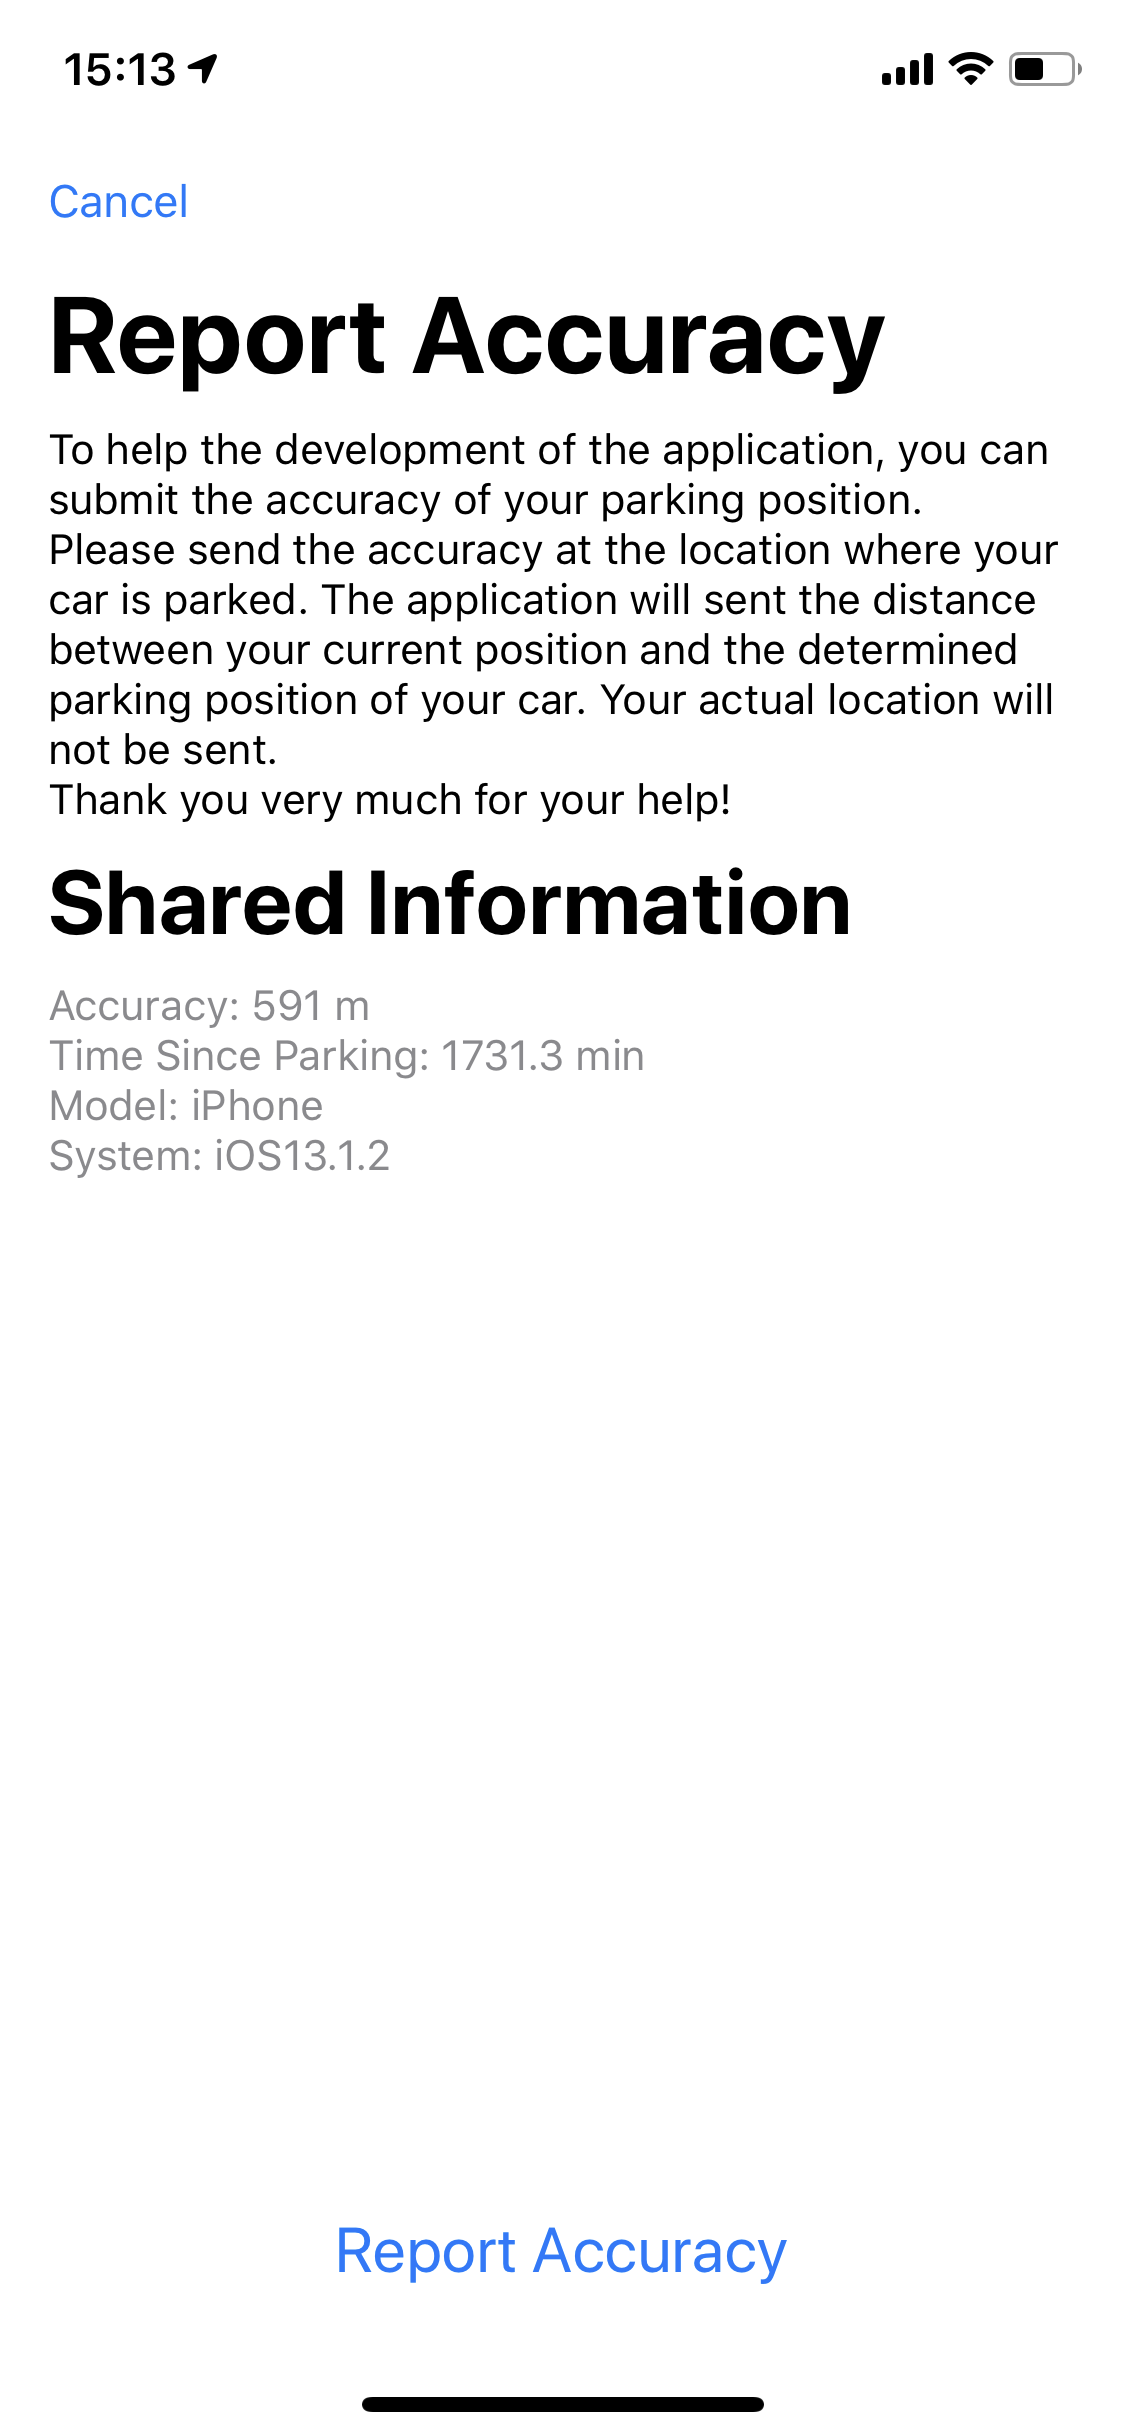 15:13
Cancel
Report Accuracy
To help the development of the application, you can
submit the accuracy of your parking position.
Please send the accuracy at the location where your
car is parked. The application will sent the distance
between your current position and the determined
parking position of your car. Your actual location will
not be sent.
Thank you very much for your help!
Shared Information
Accuracy: 591 m
Time Since Parking: 1731.3 min
Model: iPhone
System: iOS13.1.2
Report Accuracy